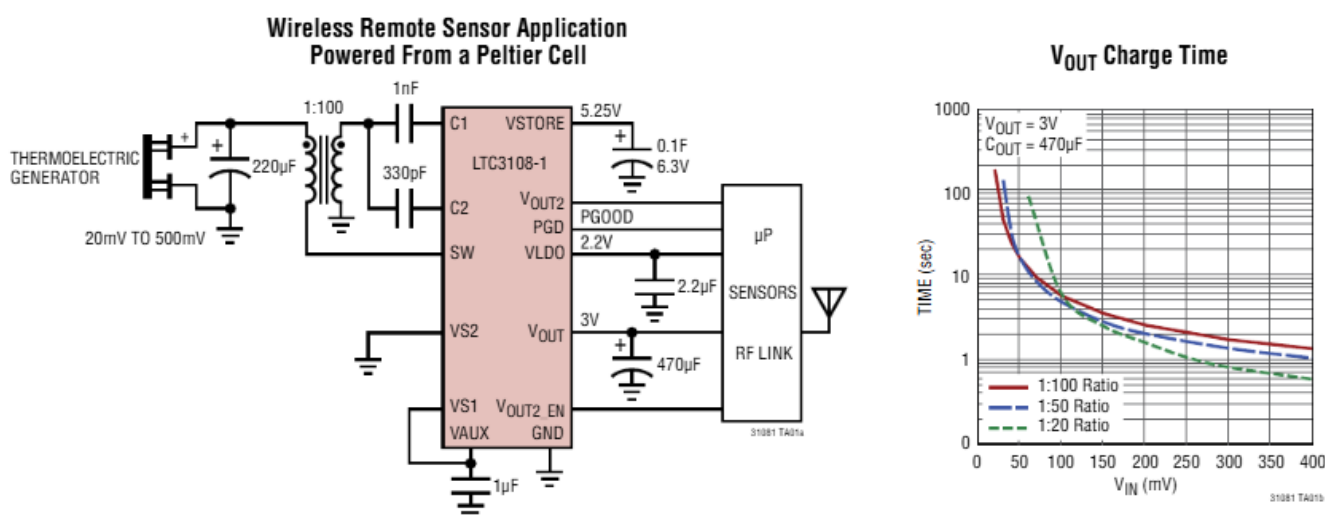 Wireless Remote Sensor Application
Powered From a Peltier Cell
1:100
1nF
330pF
THERMOELECTRIC
GENERATOR
+
+
220µF
20mV TO 500mV
C1
VSTORE
5.25V
LTC3108-1
+
0.1F
6.3V
C2
VOUT2
PGD
PGOOD
SW
VLDO
2.2V
2.2µF
VS2
VOUT
3V
+
470µF
VS1
VOUT2_EN
VAUX
GND
1µF
µP
SENSORS
RF LINK
31081 TA01a
VOUT Charge Time
VOUT = 3V
COUT = 470µF
TIME (sec)
1000
100
10
1
0
1:100 Ratio
1:50 Ratio
1:20 Ratio
0 50 100 150 200 250 300 350 400
VIN (mV)
31081 TA01b